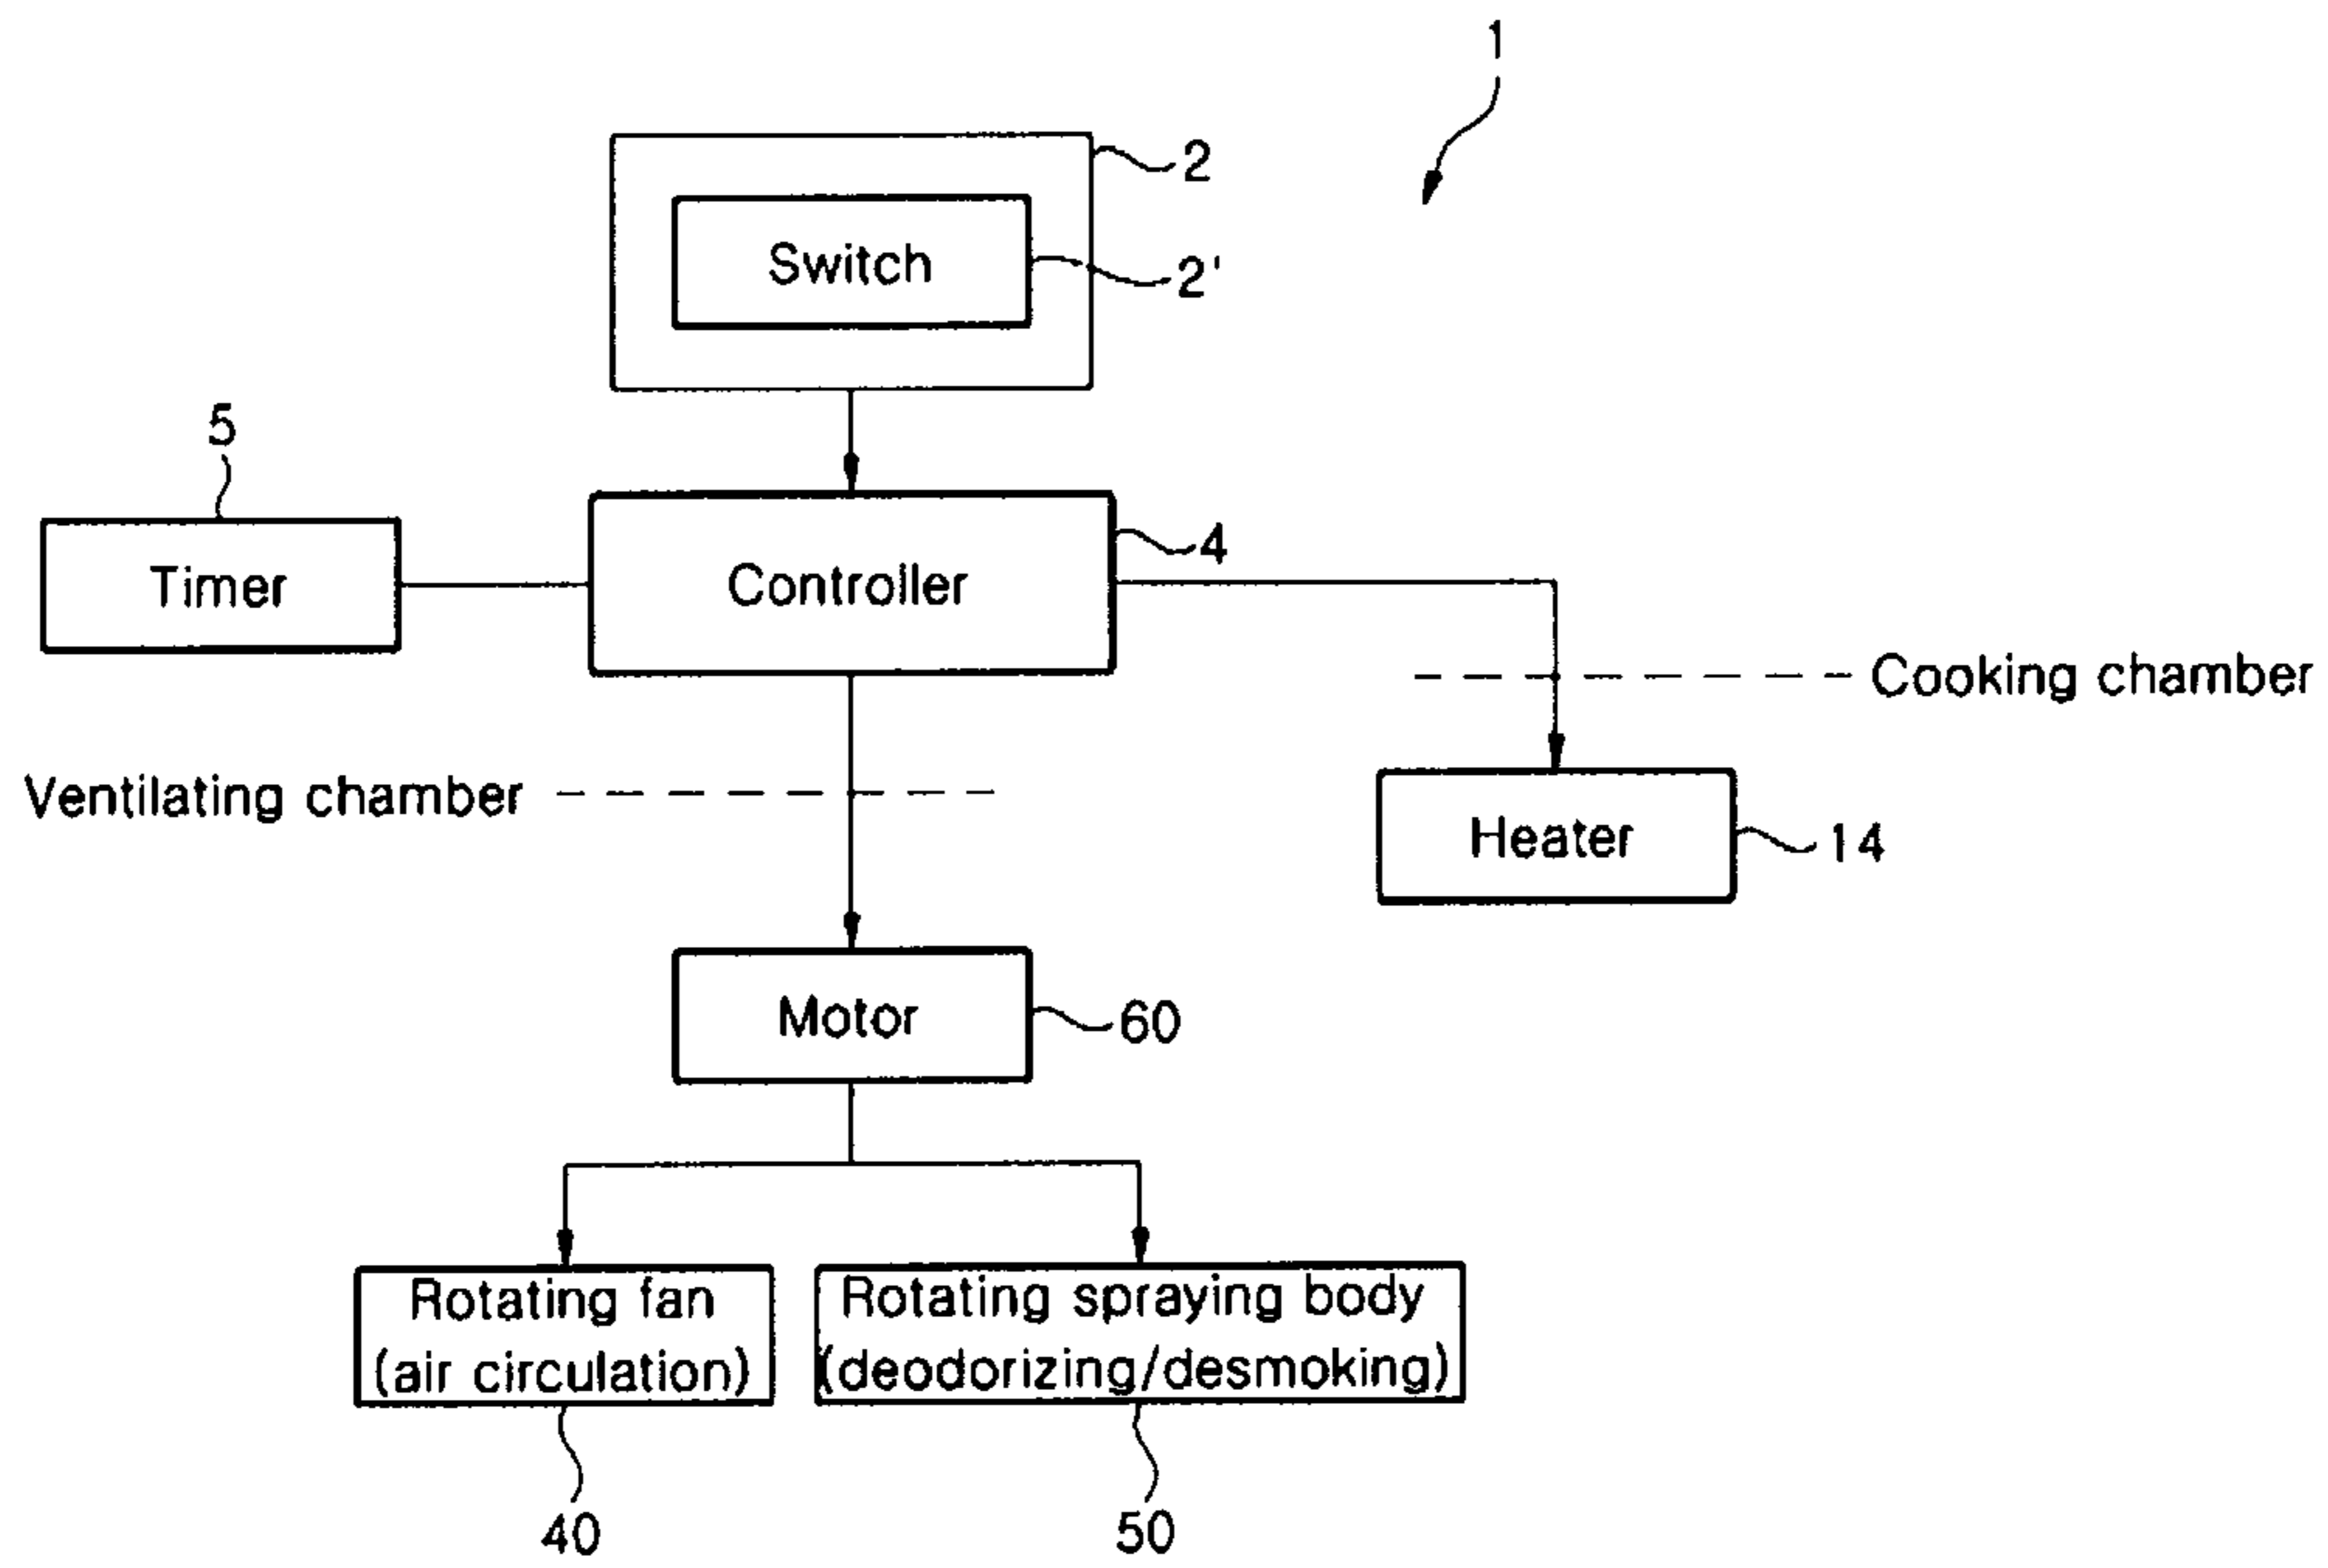 1
2
Switch
2'
5
4
Timer
Controller
Cooking chamber
Ventilating chamber
Heater
14
Motor
60
Rotating fan
(air circulation)
Rotating spraying body
(deodorizing/desmoking)
40
50